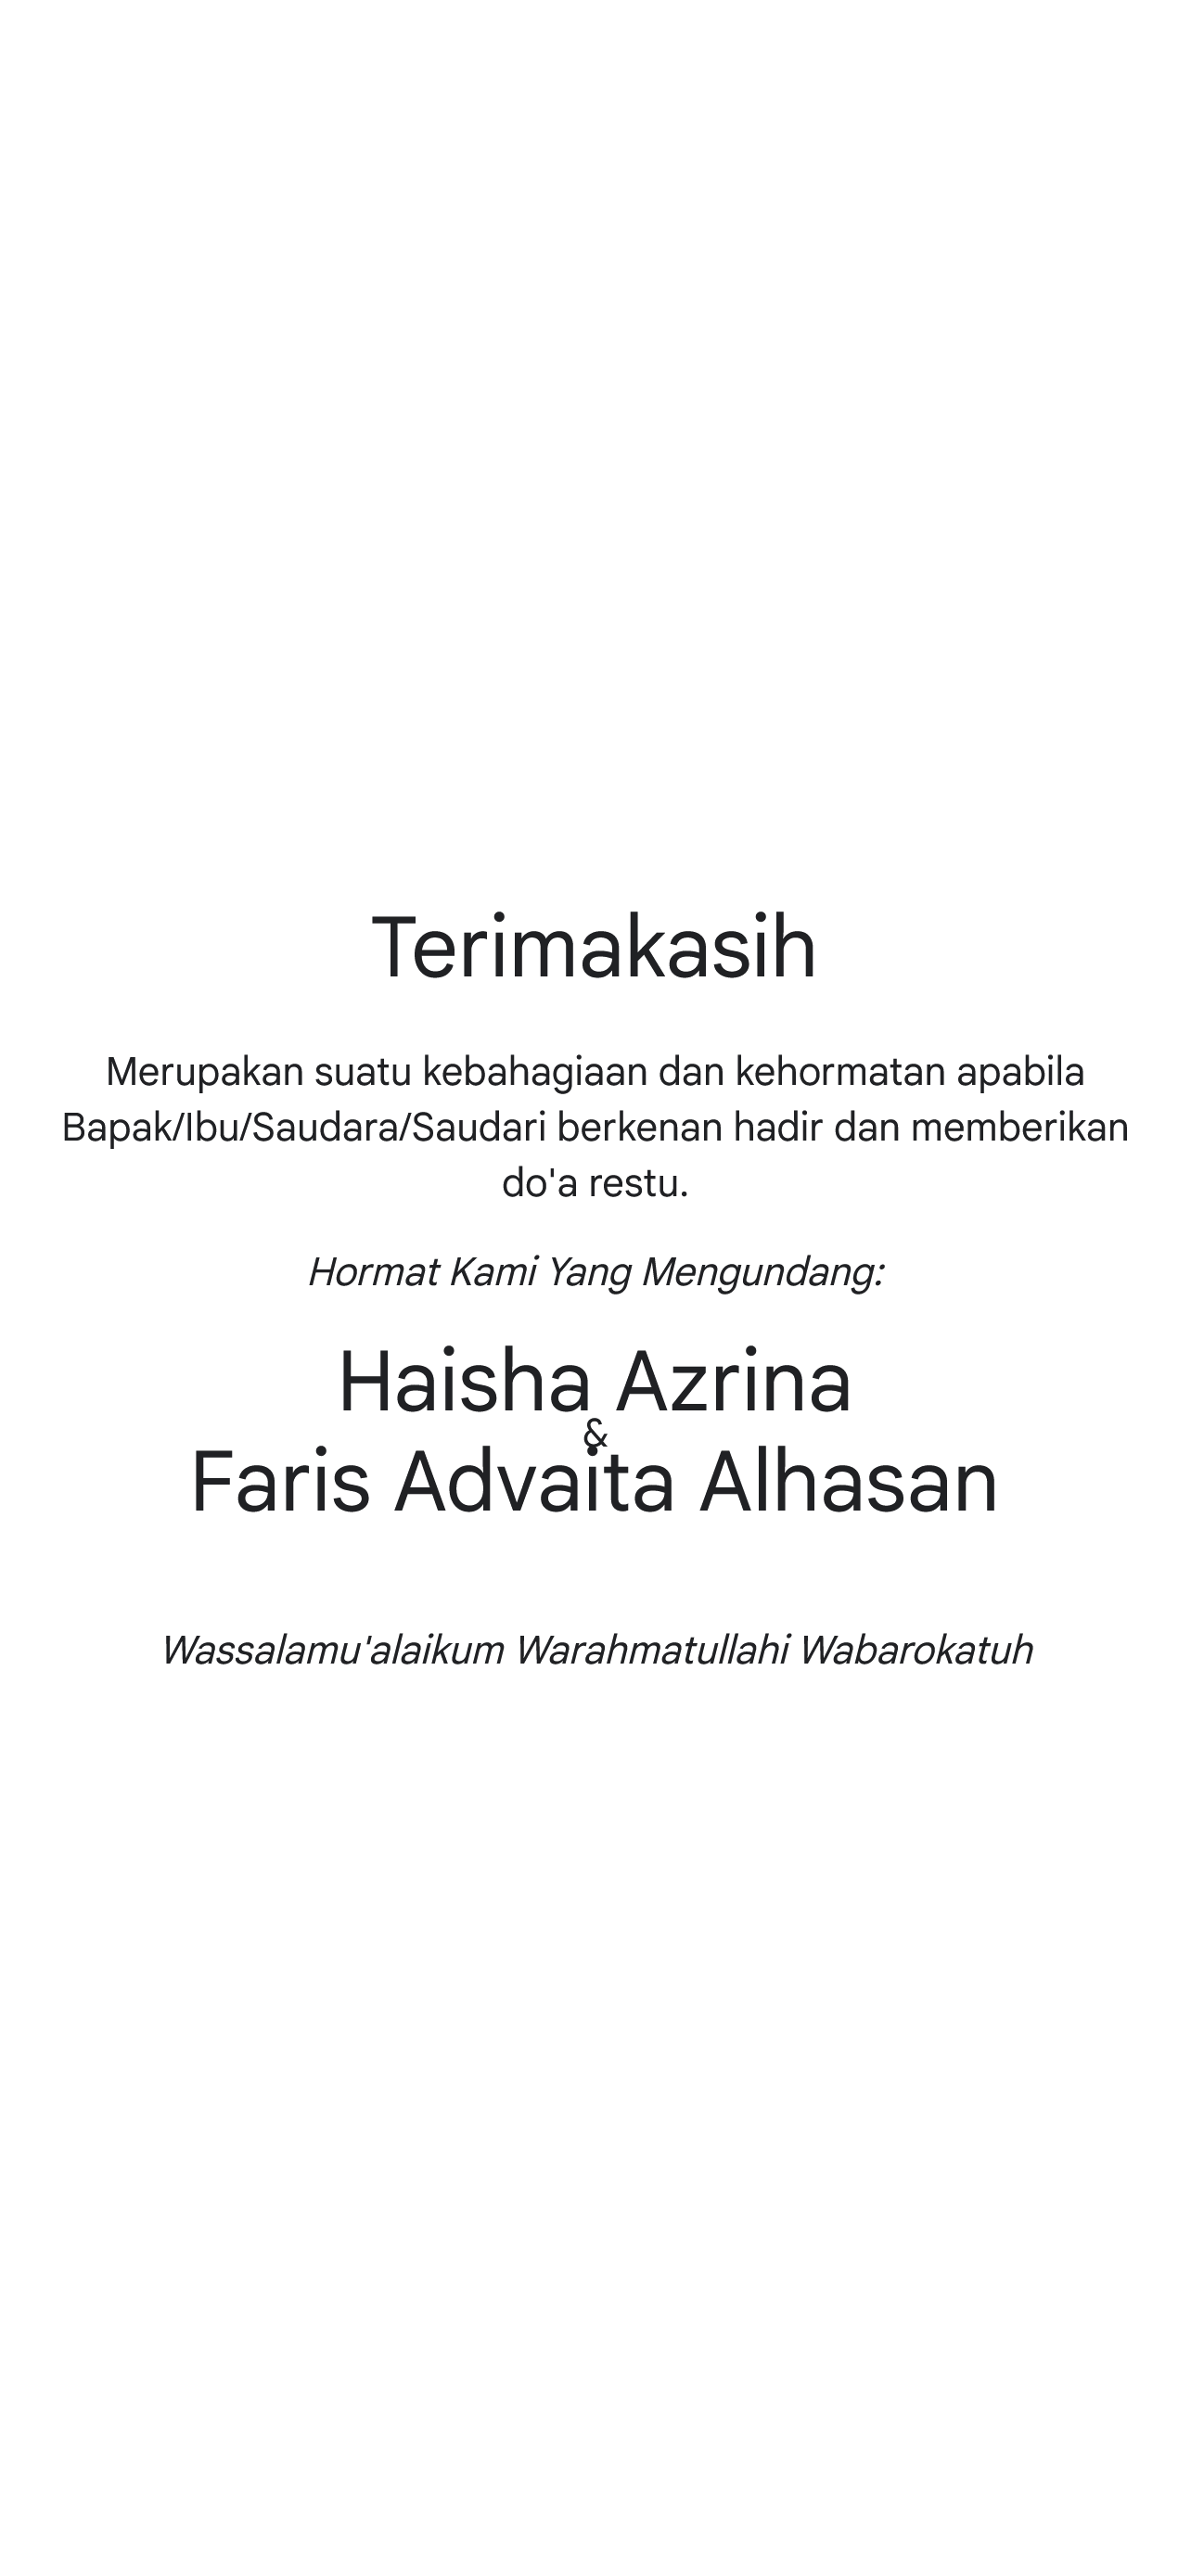 Terimakasih
Merupakan suatu kebahagiaan dan kehormatan apabila
Bapak/Ibu/Saudara/Saudari berkenan hadir dan memberikan
do'a restu.
Hormat Kami Yang Mengundang:
Haisha Azrina
&
Faris Advaita Alhasan
Wassalamu'alaikum Warahmatullahi Wabarokatuh